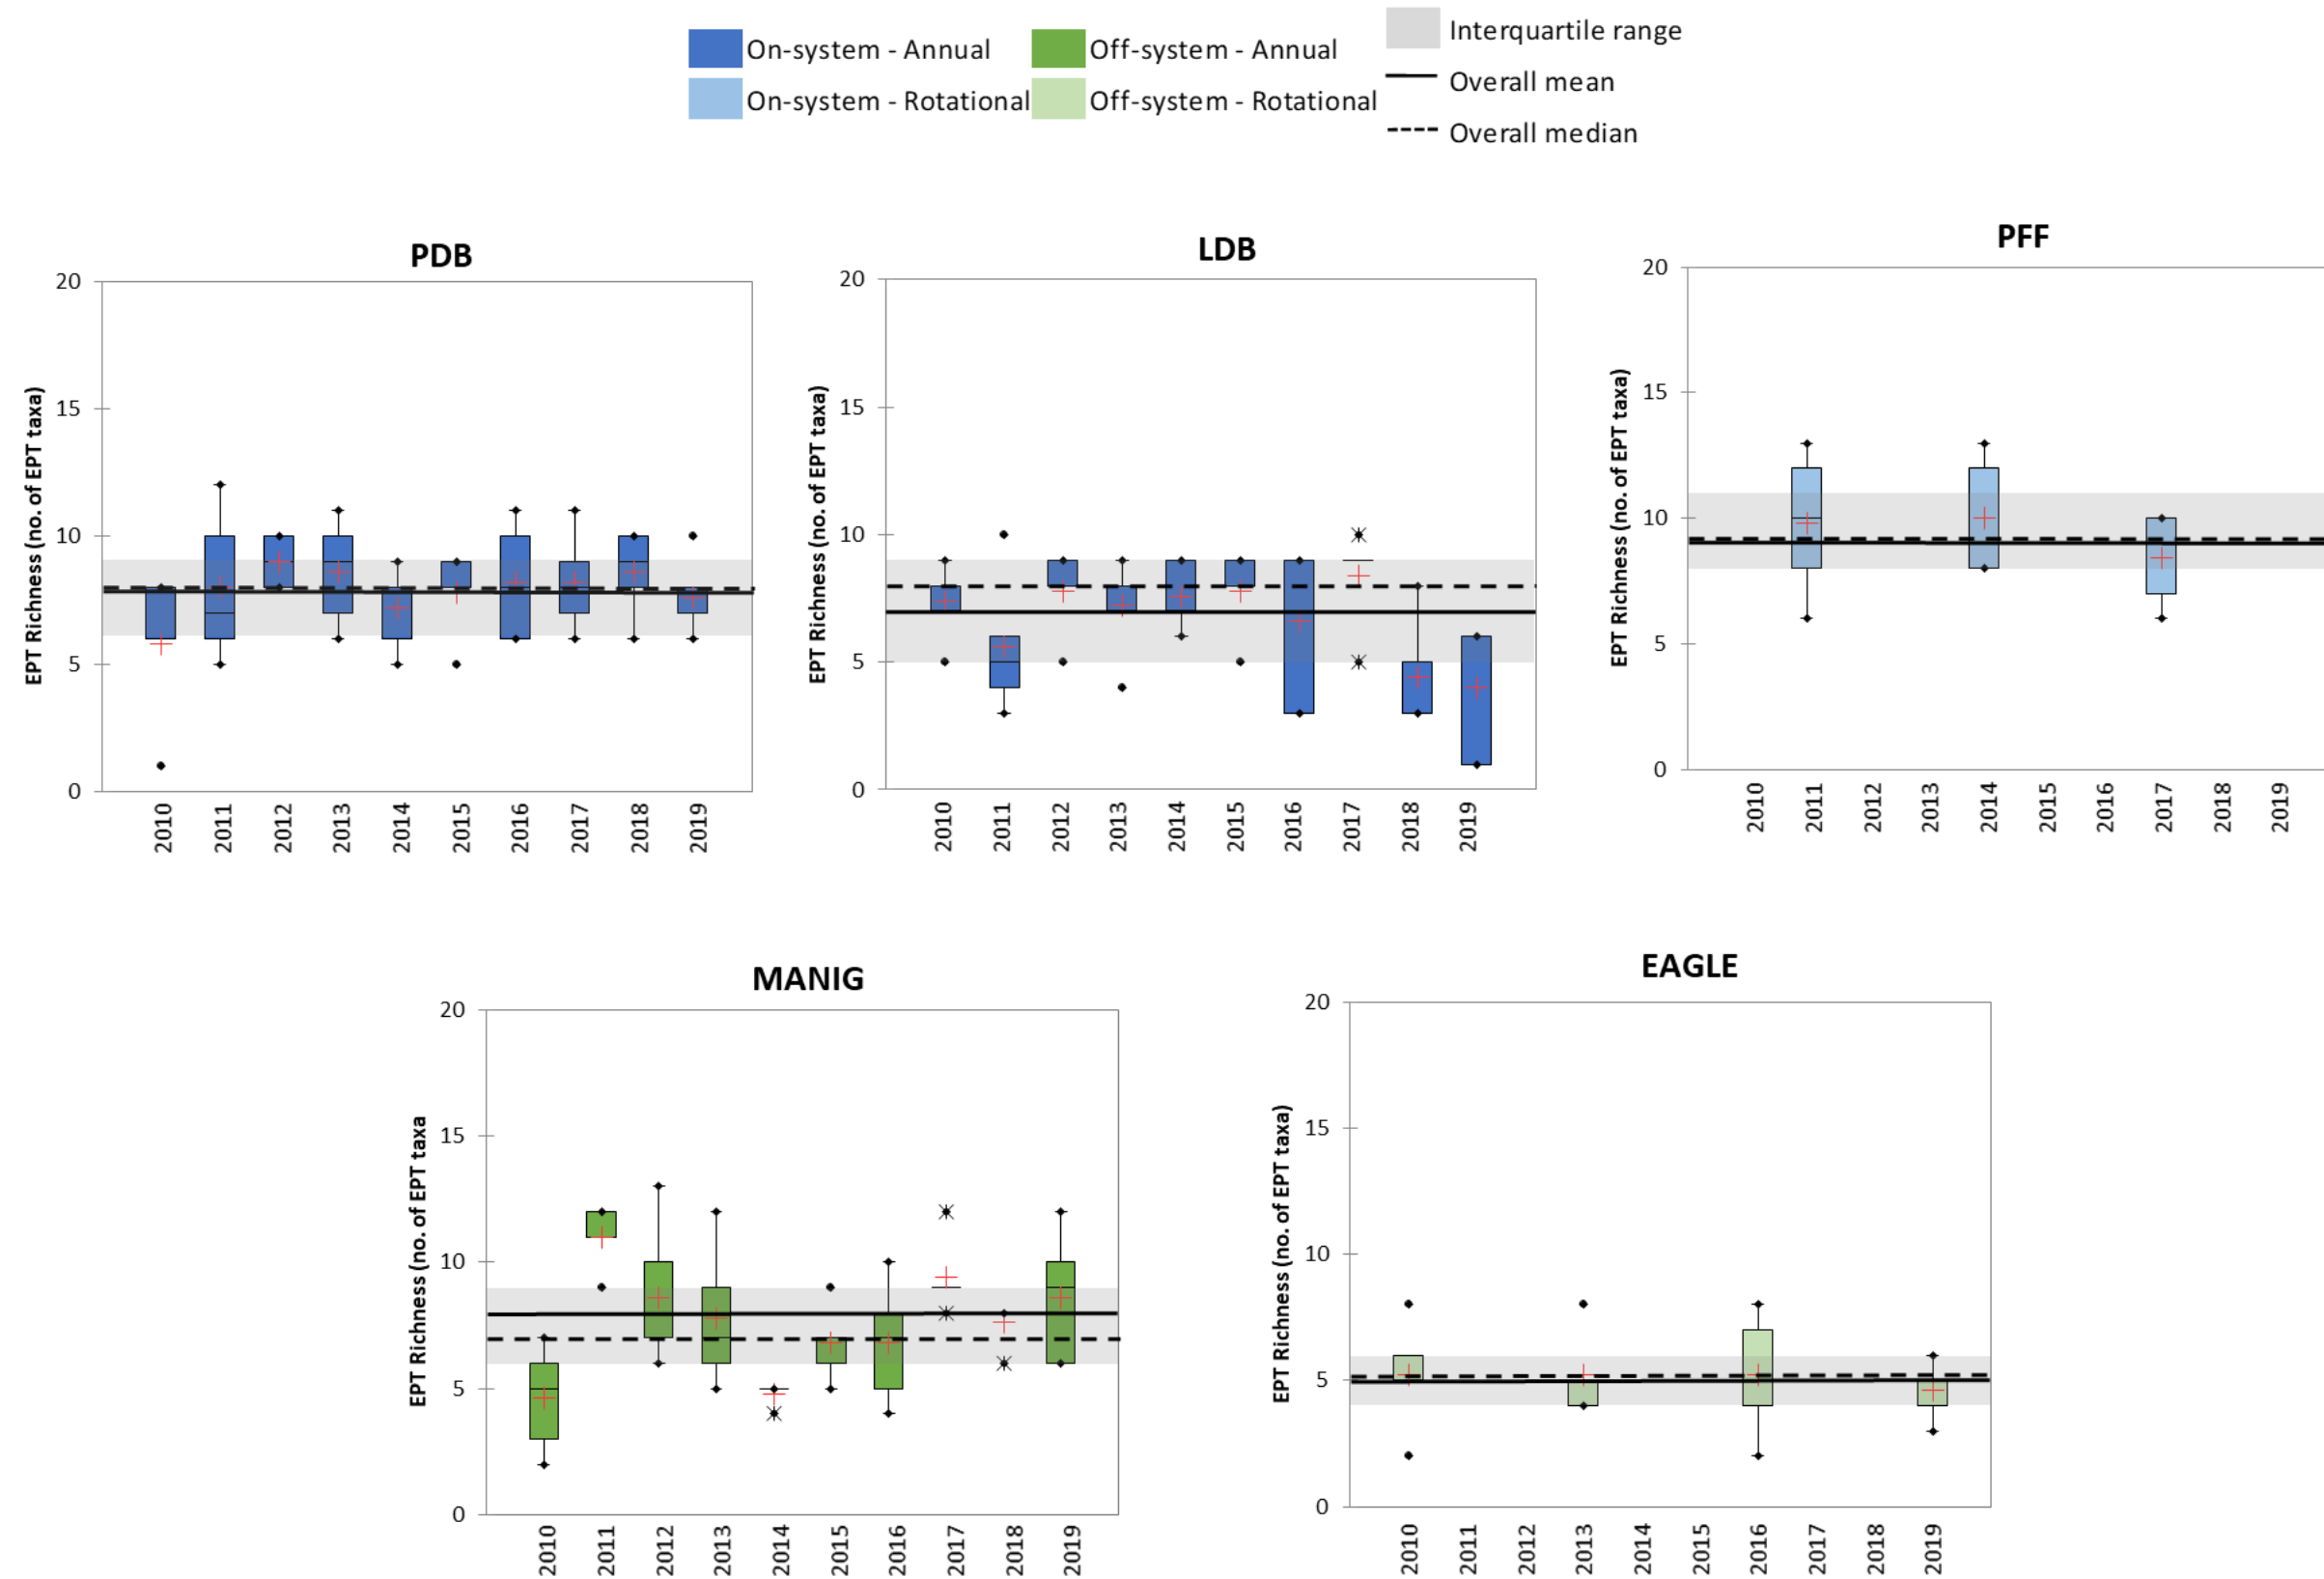 On-system - Annual
Off-system - Annual
Interquartile range
On-system - Rotational
Off-system - Rotational
Overall mean
Overall median
PDB
EPT Richness (no. of EPT taxa)
20
15
10
5
0
2010 2011 2012 2013 2014 2015 2016 2017 2018 2019
LDB
EPT Richness (no. of EPT taxa)
20
15
10
5
0
2010 2011 2012 2013 2014 2015 2016 2017 2018 2019
PFF
EPT Richness (no. of EPT taxa)
20
15
10
5
0
2010 2011 2012 2013 2014 2015 2016 2017 2018 2019
MANIG
EPT Richness (no. of EPT taxa
20
15
10
5
0
2010 2011 2012 2013 2014 2015 2016 2017 2018 2019
EAGLE
EPT Richness (no. of EPT taxa)
20
15
10
5
0
2010 2011 2012 2013 2014 2015 2016 2017 2018 2019